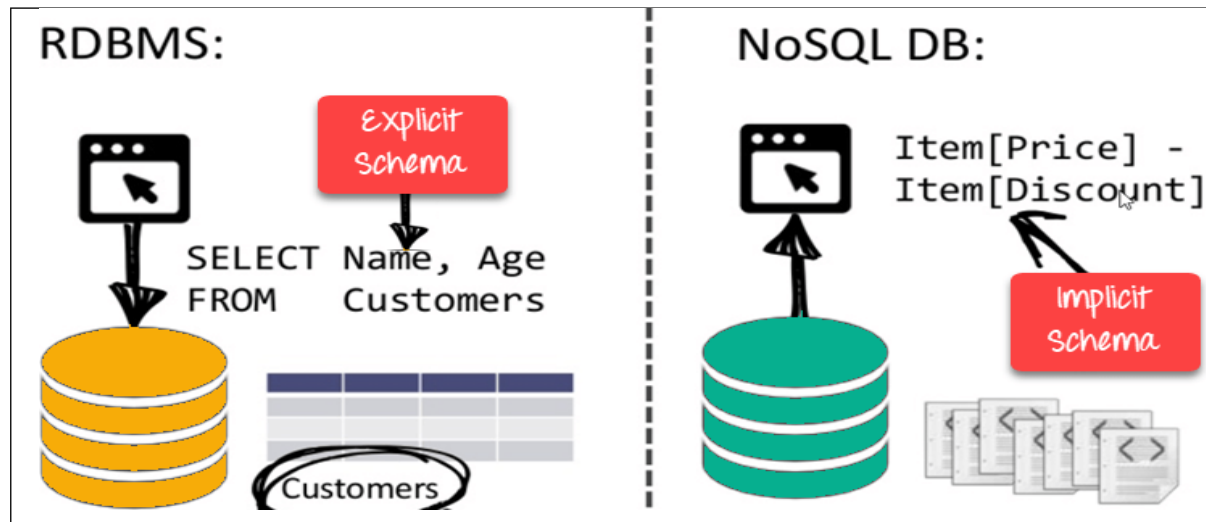 RDBMS:
Explicit
Schema
SELECT Name, Age
FROM Customers
Customers
NoSQL DB:
Item[Price] -
Item[Discount]
Implicit
Schema